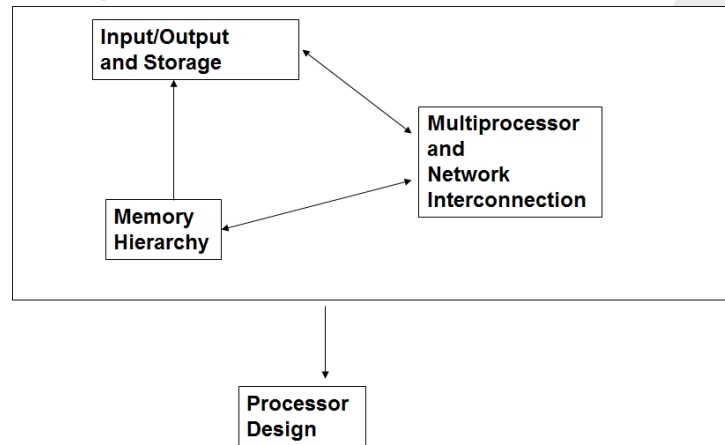 Input/Output
and Storage
Multiprocessor
and
Network
Interconnection
Memory
Hierarchy
Processor
Design